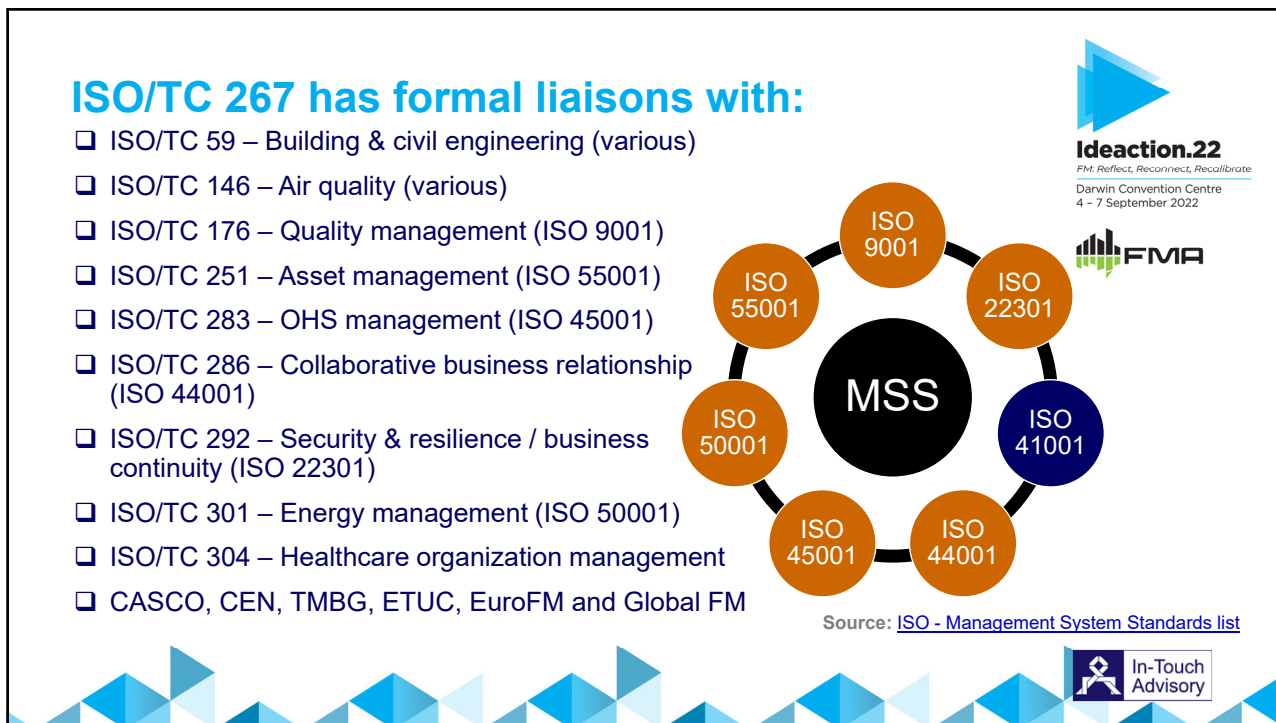 ISO/TC 267 has formal liaisons with:
❑ ISO/TC 59 – Building & civil engineering (various)
❑ ISO/TC 146 – Air quality (various)
❑ ISO/TC 176 – Quality management (ISO 9001)
❑ ISO/TC 251 – Asset management (ISO 55001)
❑ ISO/TC 283 – OHS management (ISO 45001)
❑ ISO/TC 286 – Collaborative business relationship
(ISO 44001)
❑ ISO/TC 292 – Security & resilience / business
continuity (ISO 22301)
❑ ISO/TC 301 – Energy management (ISO 50001)
❑ ISO/TC 304 – Healthcare organization management
❑ CASCO, CEN, TMBG, ETUC, EuroFM and Global FM
Ideaction.22
FM: Reflect, Reconnect, Recalibrate
Darwin Convention Centre
4 – 7 September 2022
FMA
ISO
9001
ISO
22301
ISO
41001
ISO
44001
ISO
45001
ISO
50001
ISO
55001
MSS
Source: ISO - Management System Standards list
In-Touch
Advisory